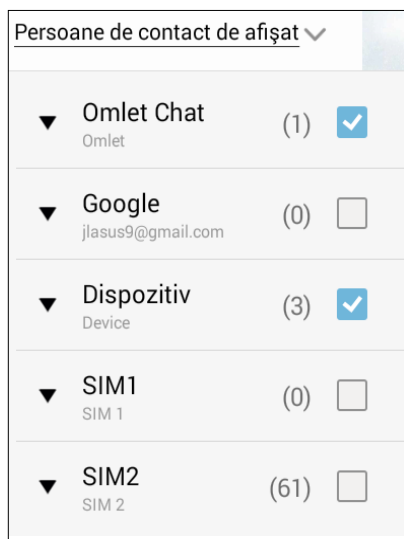 Persoane de contact de afișat
Omlet Chat (1)
Omlet
Google (0)
jlasus9@gmail.com
Dispozitiv (3)
Device
SIM1 (0)
SIM 1
SIM2 (61)
SIM 2